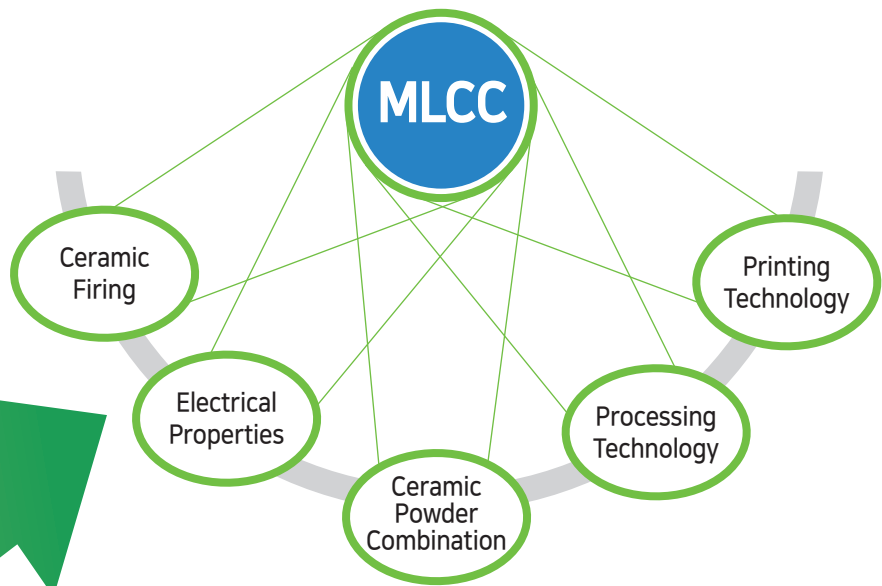 MLCC
Ceramic
Firing
Electrical
Properties
Ceramic
Powder
Combination
Processing
Technology
Printing
Technology